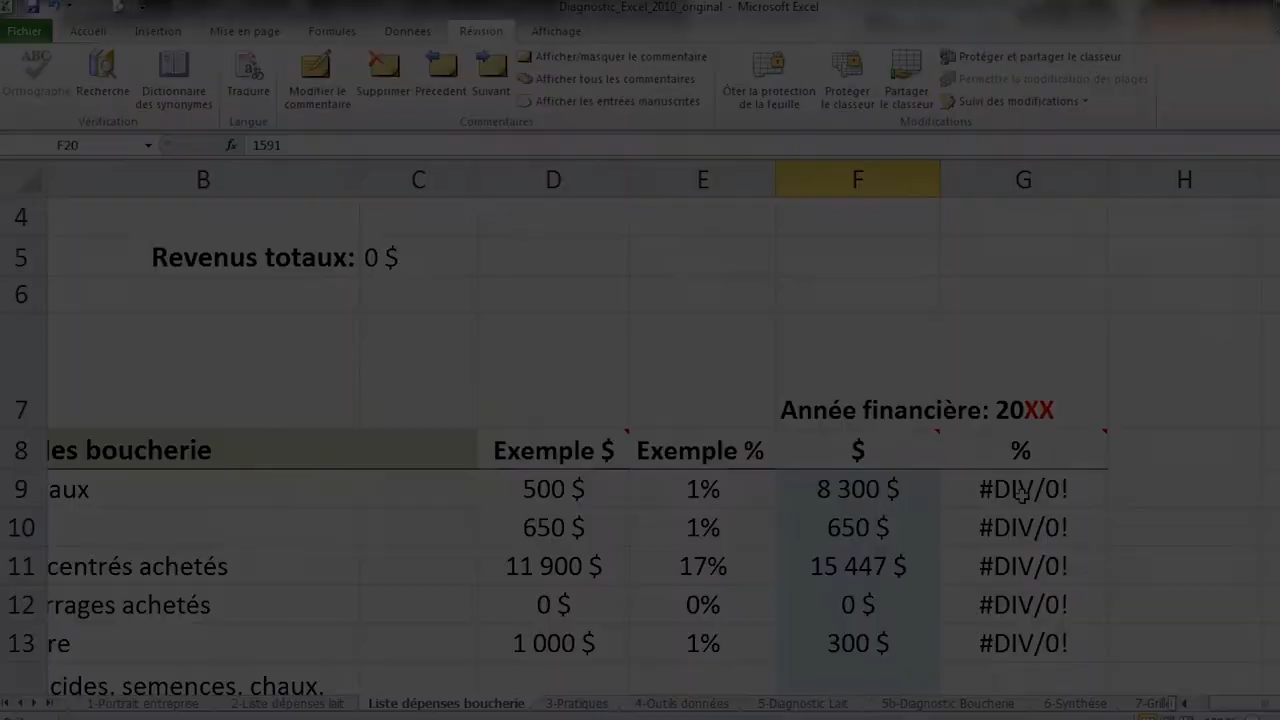 Diagnostic_Excel_2010_original - Microsoft Excel
Fichier Accueil Insertion Mise en page Formules Données Révision Affichage
ABC
Orthographe Recherche Dictionnaire des synonymes Traduire Modifier le commentaire Supprimer Précédent Suivant
Afficher/masquer le commentaire
Afficher tous les commentaires
Afficher les entrées manuscrites
Ôter la protection de la feuille Protéger le classeur Partager le classeur
Protéger et partager le classeur
Permettre la modification des plages
Suivi des modifications
Vérification Langue Commentaires Modifications
F20 fx 1591
B C D E F G H
4
5 Revenus totaux: 0 $
6
7 Année financière: 20XX
8 les boucherie Exemple $ Exemple % $ %
9 aux 500 $ 1% 8 300 $ #DIV/0!
10 650 $ 1% 650 $ #DIV/0!
11 centrés achetés 11 900 $ 17% 15 447 $ #DIV/0!
12 rrages achetés 0 $ 0% 0 $ #DIV/0!
13 re 1 000 $ 1% 300 $ #DIV/0!
cides, semences, chaux,
1-Portrait entreprise 2-Liste dépenses lait Liste dépenses boucherie 3-Pratiques 4-Outils données 5-Diagnostic Lait 5b-Diagnostic Boucherie 6-Synthèse 7-Grille